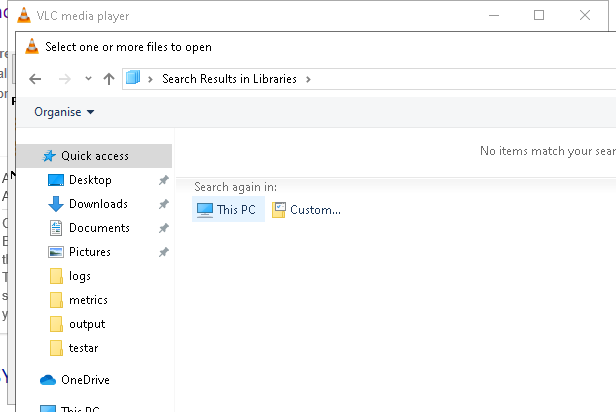 VLC media player
Select one or more files to open
Search Results in Libraries
Organise
Quick access
No items match your sear
Desktop
Search again in:
Downloads
This PC
Custom...
Documents
Pictures
logs
metrics
output
testar
OneDrive
This PC